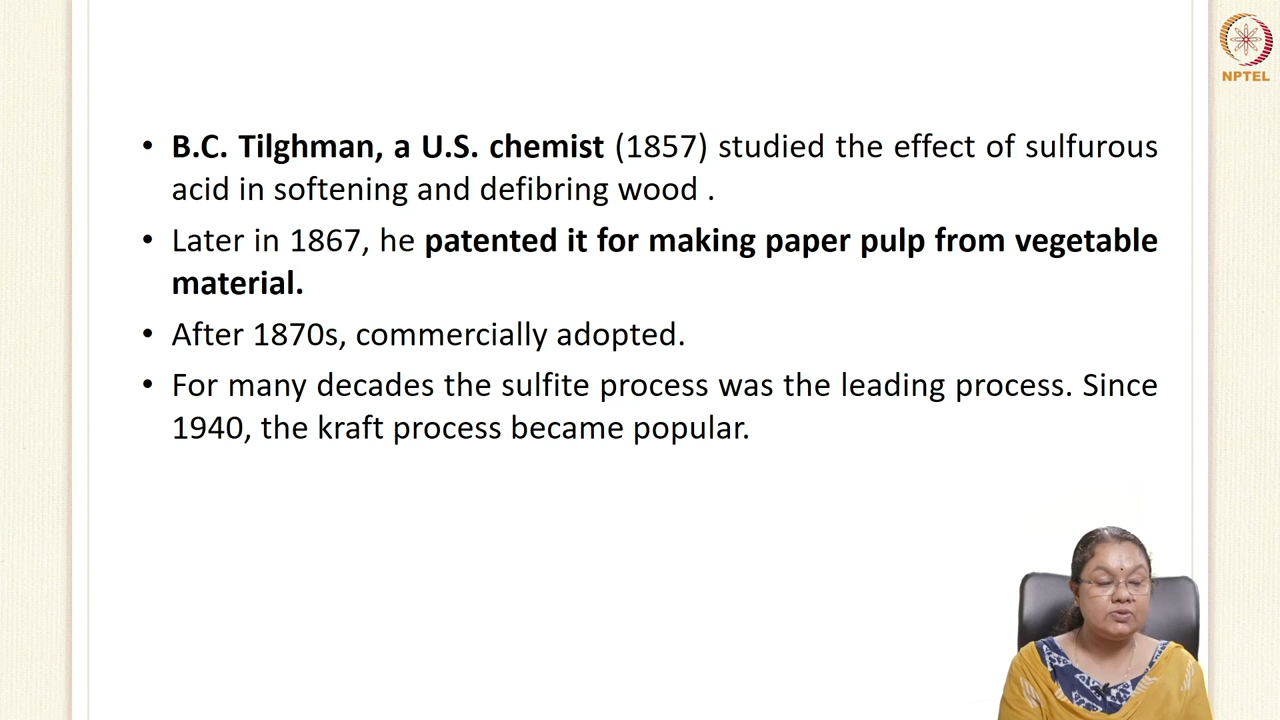 NPTEL
• B.C. Tilghman, a U.S. chemist (1857) studied the effect of sulfurous
acid in softening and defibring wood .
• Later in 1867, he patented it for making paper pulp from vegetable
material.
• After 1870s, commercially adopted.
• For many decades the sulfite process was the leading process. Since
1940, the kraft process became popular.